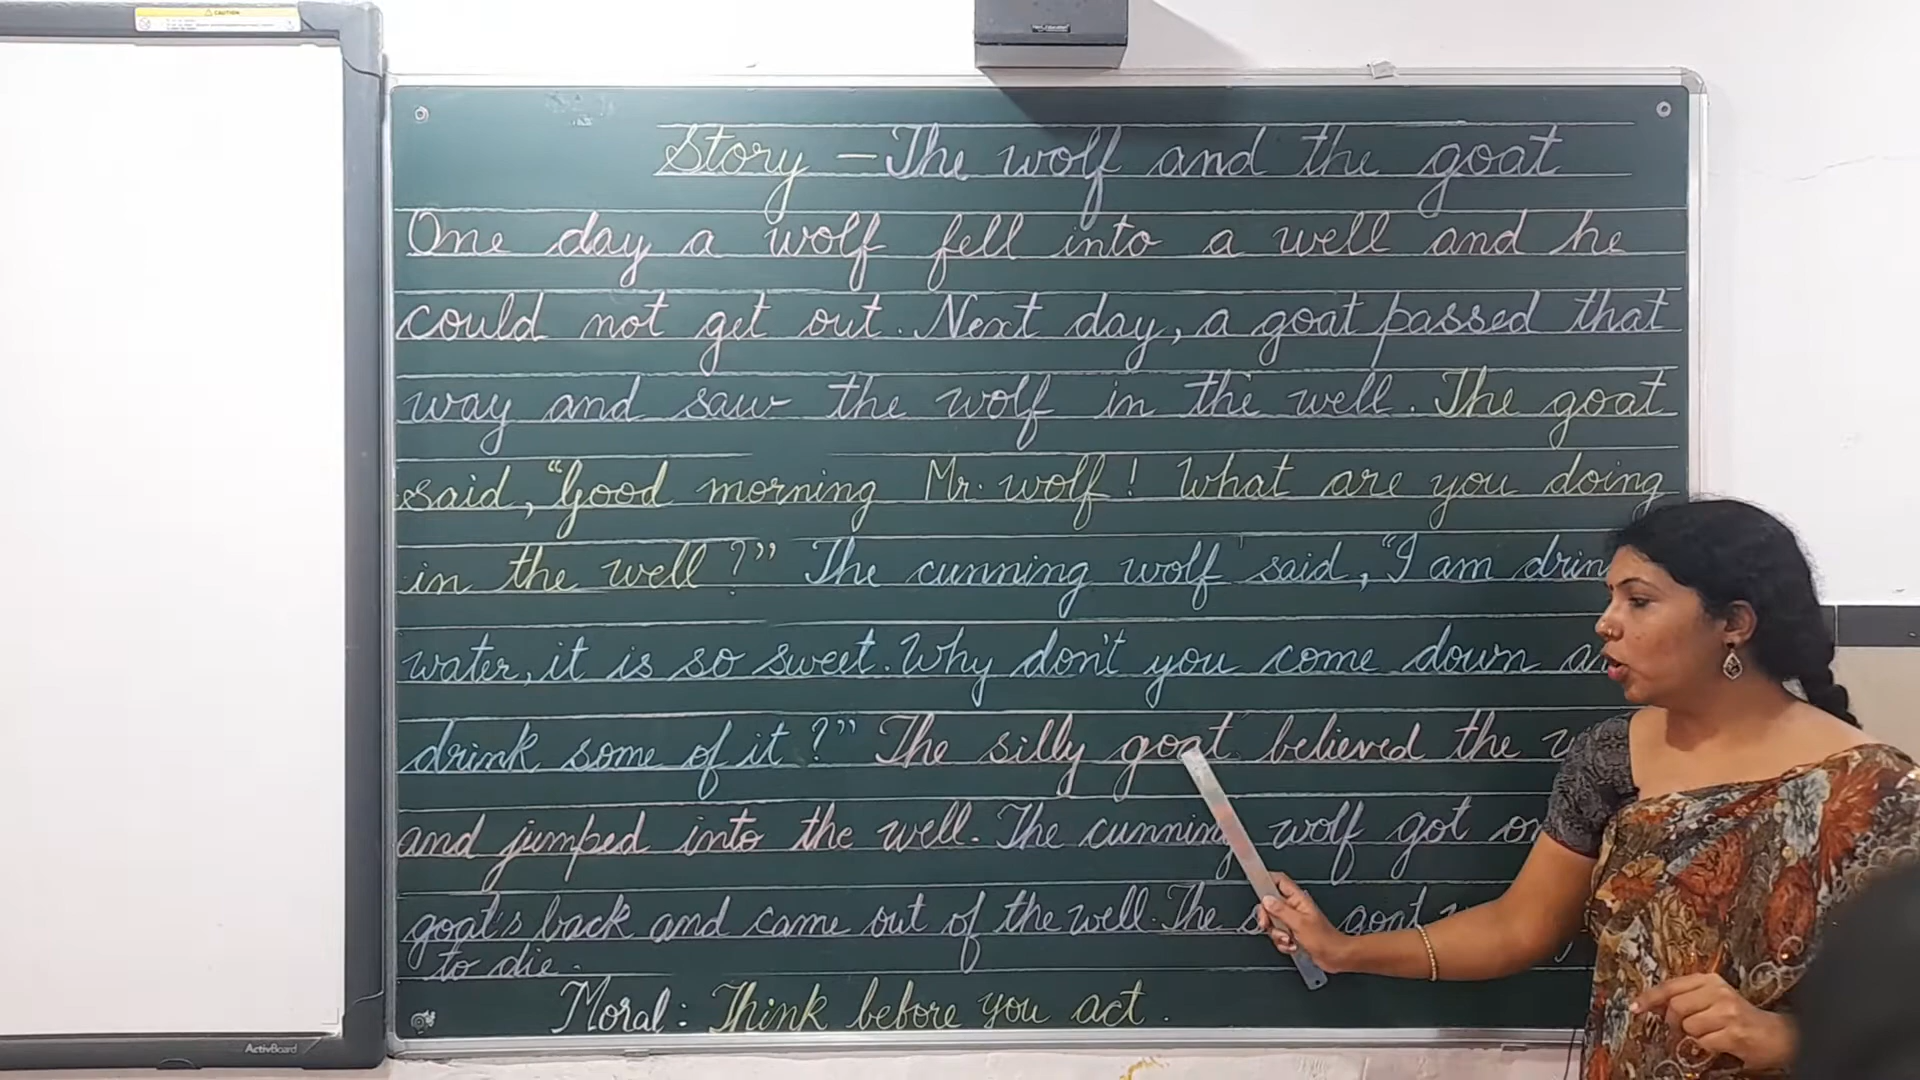 CAUTION
Story - The wolf and the goat
One day a wolf fell into a well and he
could not get out. Next day, a goat passed that
way and saw the wolf in the well. The goat
said, "Good morning Mr. wolf! What are you doing
in the well?" The cunning wolf said, "I am drin
water, it is so sweet. Why don't you come down
drink some of it?" The silly goat believed the
and jumped into the well. The cunning wolf got on
goat's back and came out of the well. The goat
to die.
Moral: Think before you act.
ActivBoard